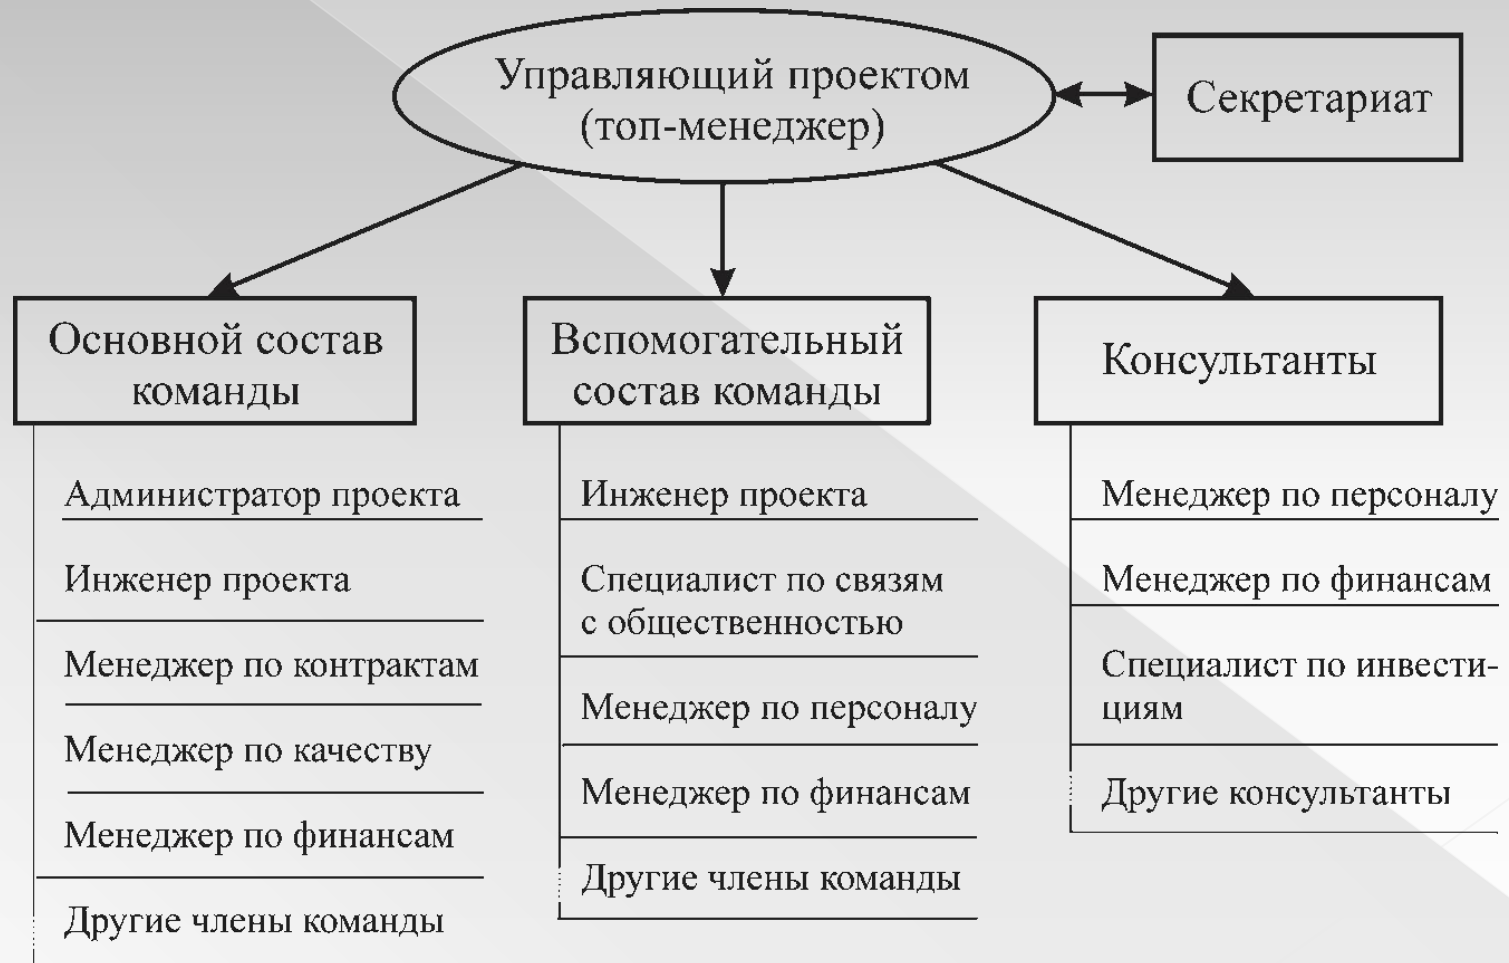 Управляющий проектом
(топ-менеджер)
Секретариат
Основной состав
команды
Администратор проекта
Инженер проекта
Менеджер по контрактам
Менеджер по качеству
Менеджер по финансам
Другие члены команды
Вспомогательный
состав команды
Инженер проекта
Специалист по связям
с общественностью
Менеджер по персоналу
Менеджер по финансам
Другие члены команды
Консультанты
Менеджер по персоналу
Менеджер по финансам
Специалист по инвести-
циям
Другие консультанты